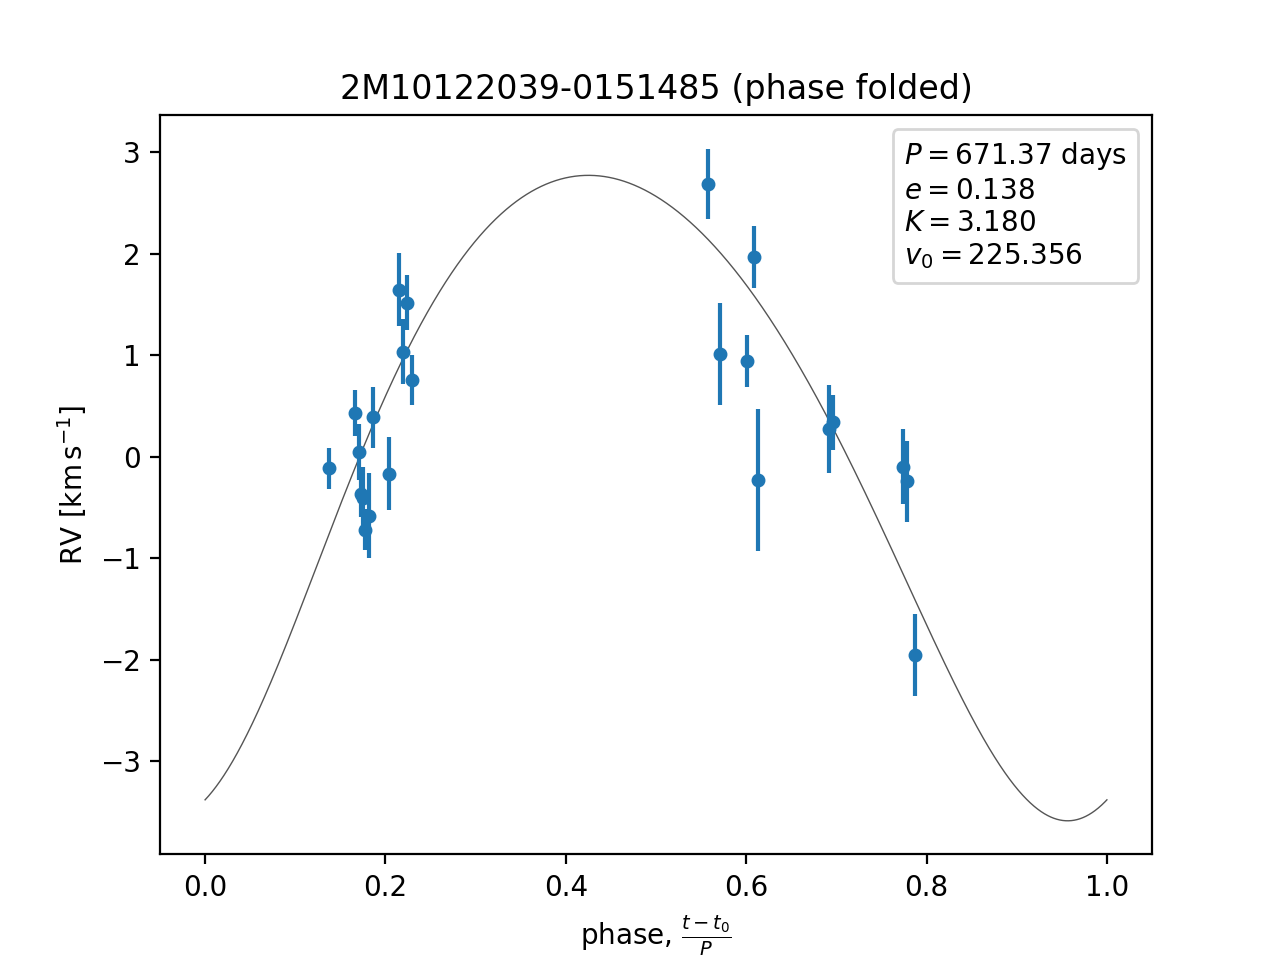 2M10122039-0151485 (phase folded)
P = 671.37 days
e = 0.138
K = 3.180
v₀ = 225.356
RV [km s⁻¹]
3
2
1
0
−1
−2
−3
0.0 0.2 0.4 0.6 0.8 1.0
phase, (t − t₀)/P